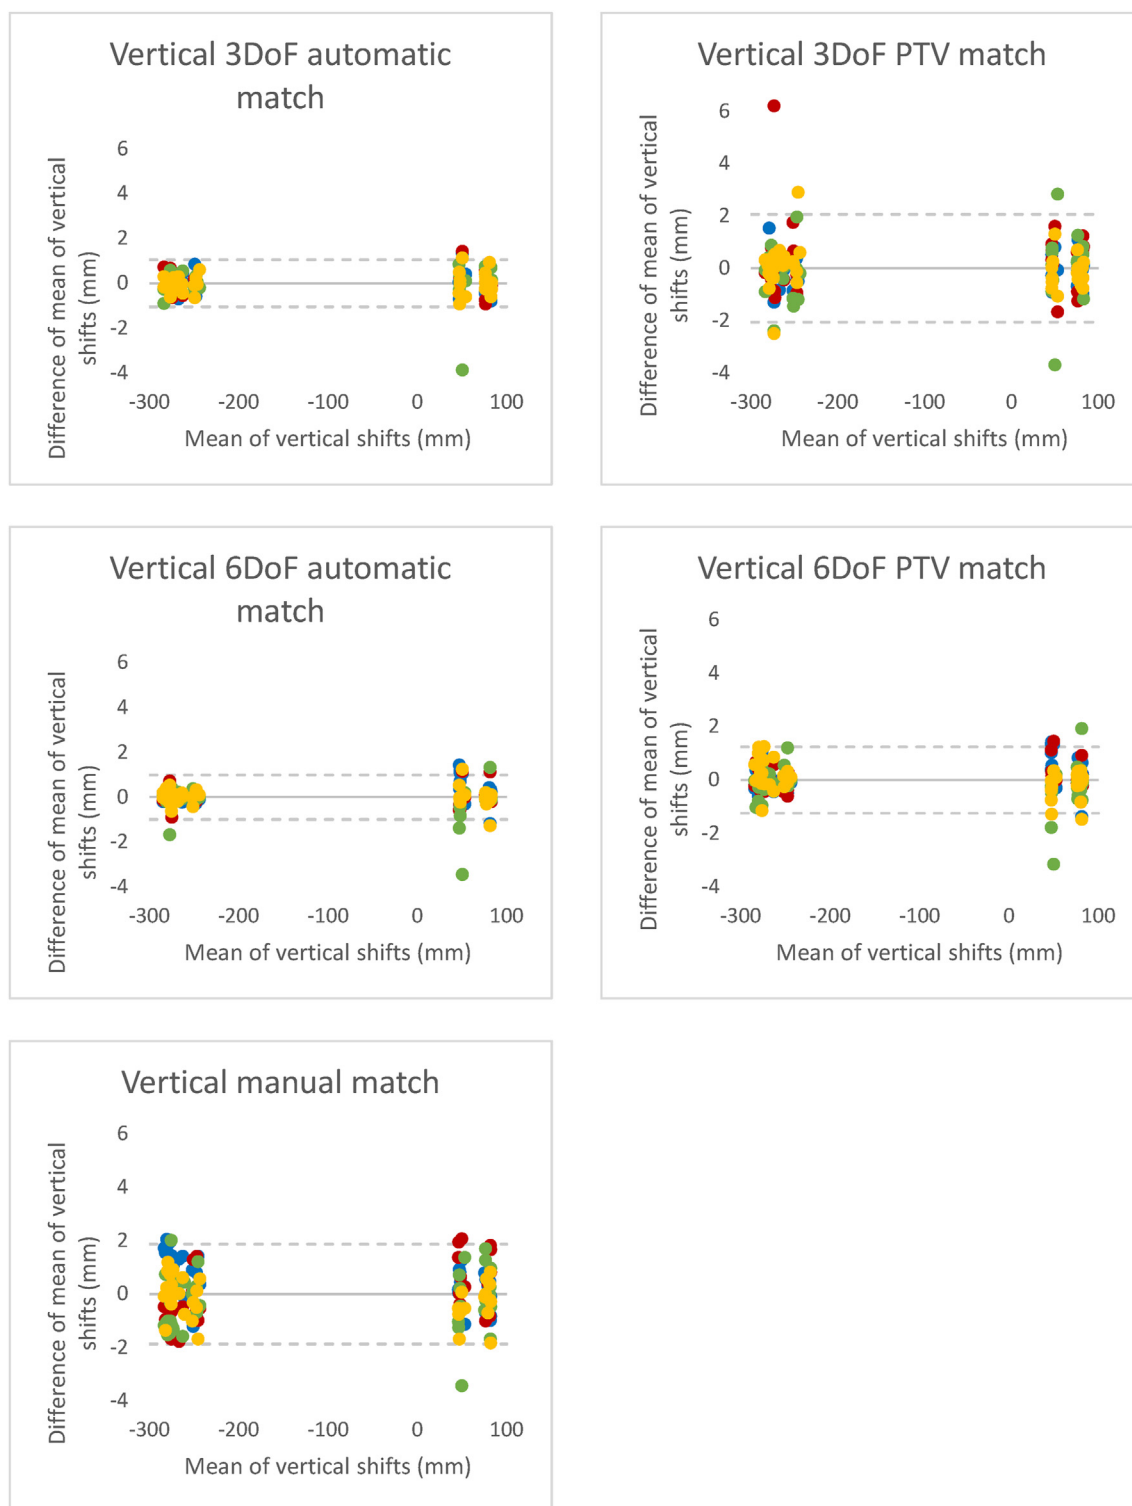 Vertical 3DoF automatic
match
Difference of mean of vertical
shifts (mm)
6
4
2
0
-2
-4
-300 -200 -100 0 100
Mean of vertical shifts (mm)
Vertical 3DoF PTV match
Difference of mean of vertical
shifts (mm)
6
4
2
0
-2
-4
-300 -200 -100 0 100
Mean of vertical shifts (mm)
Vertical 6DoF automatic
match
Difference of mean of vertical
shifts (mm)
6
4
2
0
-2
-4
-300 -200 -100 0 100
Mean of vertical shifts (mm)
Vertical 6DoF PTV match
Difference of mean of vertical
shifts (mm)
6
4
2
0
-2
-4
-300 -200 -100 0 100
Mean of vertical shifts (mm)
Vertical manual match
Difference of mean of vertical
shifts (mm)
6
4
2
0
-2
-4
-300 -200 -100 0 100
Mean of vertical shifts (mm)